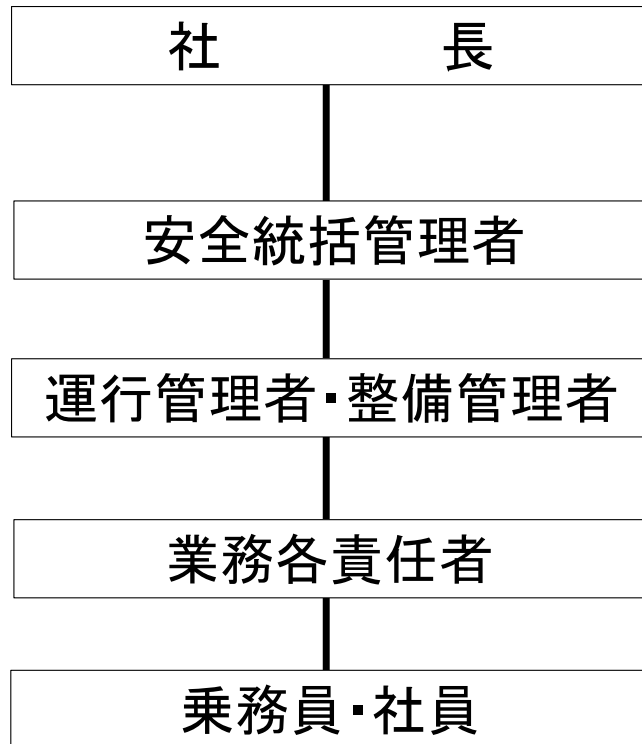 社　　　　長
安全統括管理者
運行管理者・整備管理者
業務各責任者
乗務員・社員